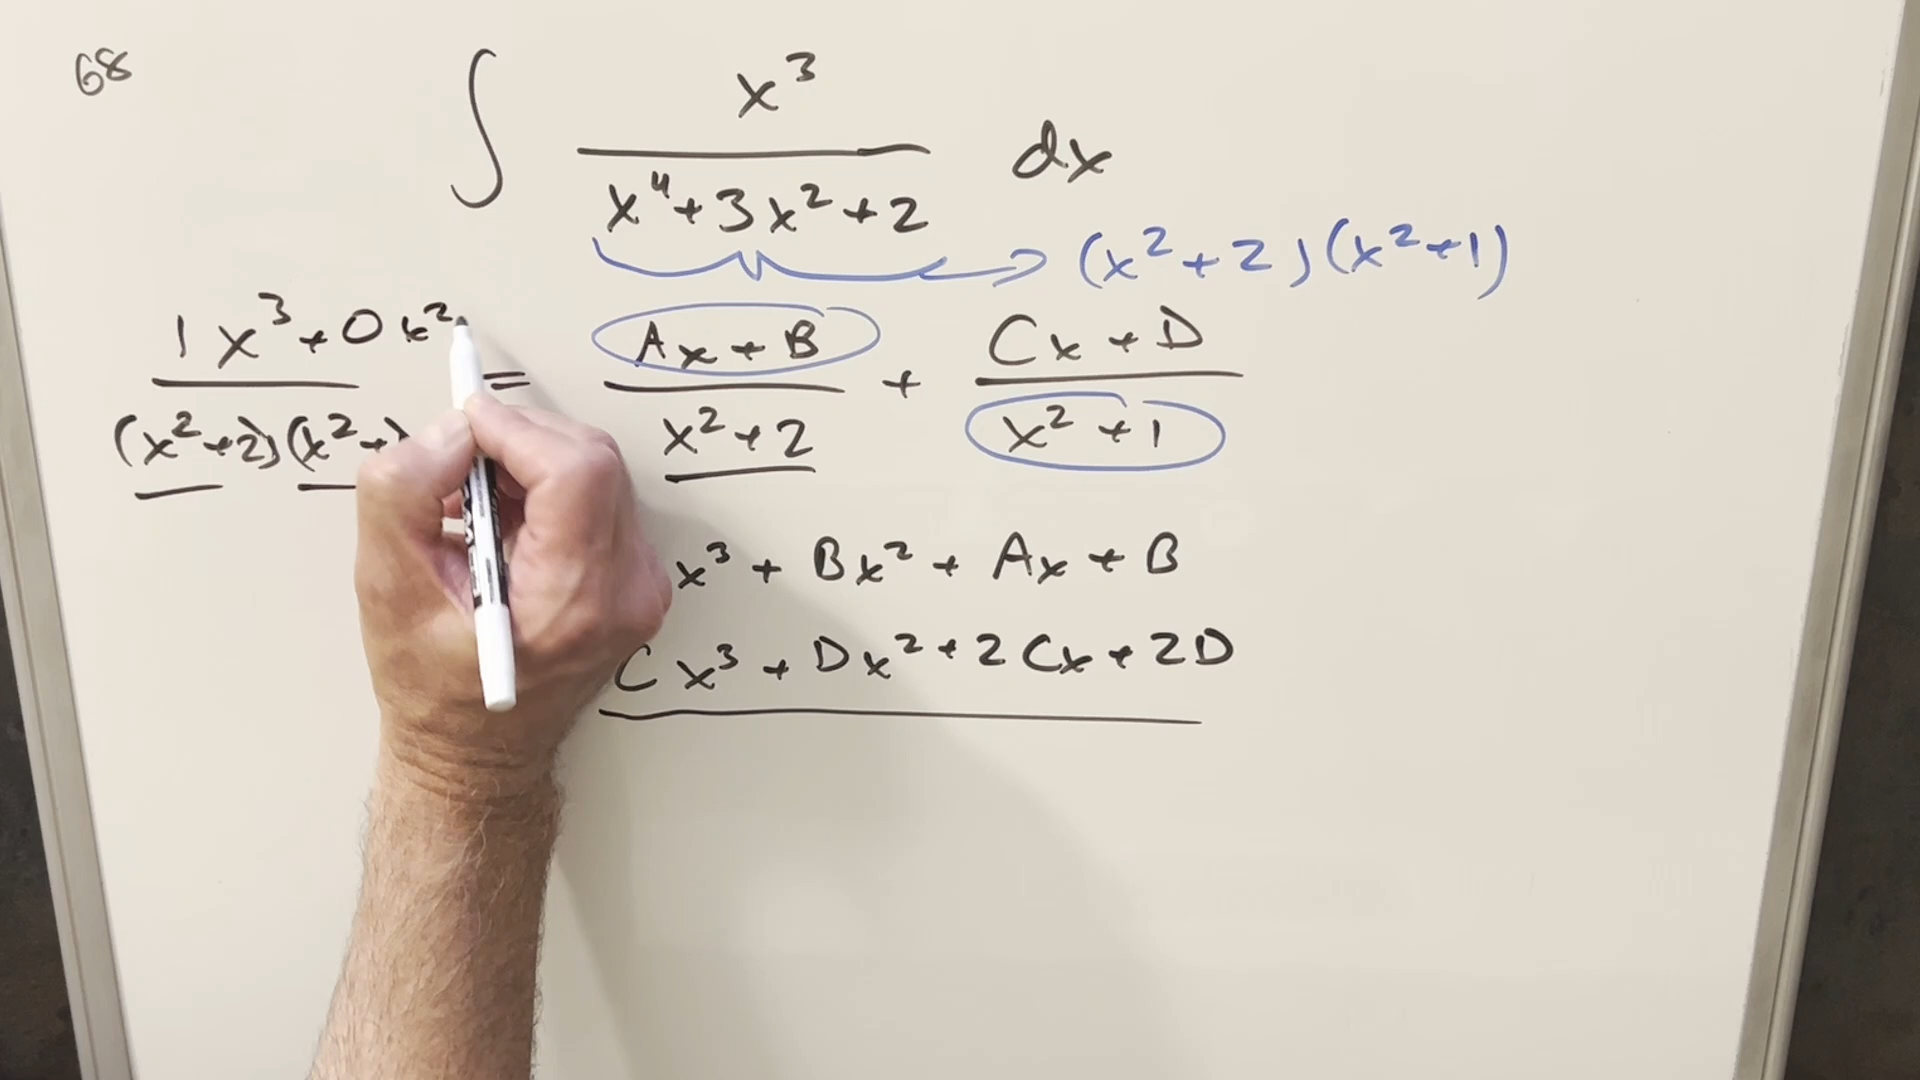 68
∫ x³ / x⁴+3x²+2 dx
(x²+2)(x²+1)
1x³+0x² / (x²+2)(x²+ = Ax+B / x²+2 + Cx+D / x²+1
x³ + Bx² + Ax + B
Cx³ + Dx² + 2Cx + 2D